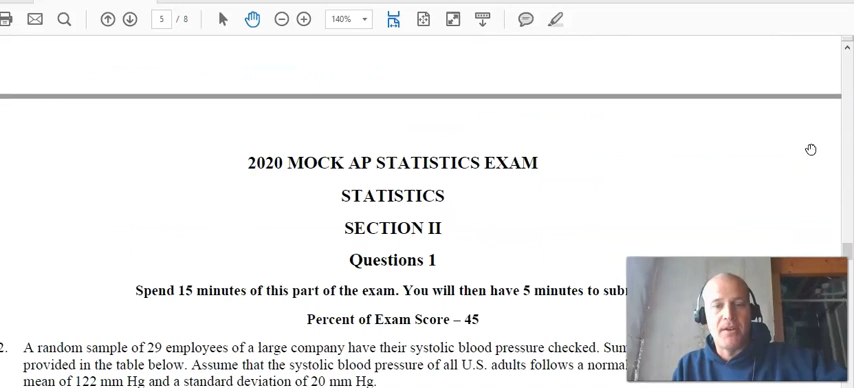 5 / 8
140%
2020 MOCK AP STATISTICS EXAM
STATISTICS
SECTION II
Questions 1
Spend 15 minutes of this part of the exam. You will then have 5 minutes to sub
Percent of Exam Score – 45
2. A random sample of 29 employees of a large company have their systolic blood pressure checked.
provided in the table below. Assume that the systolic blood pressure of all U.S. adults follows a
mean of 122 mm Hg and a standard deviation of 20 mm Hg.